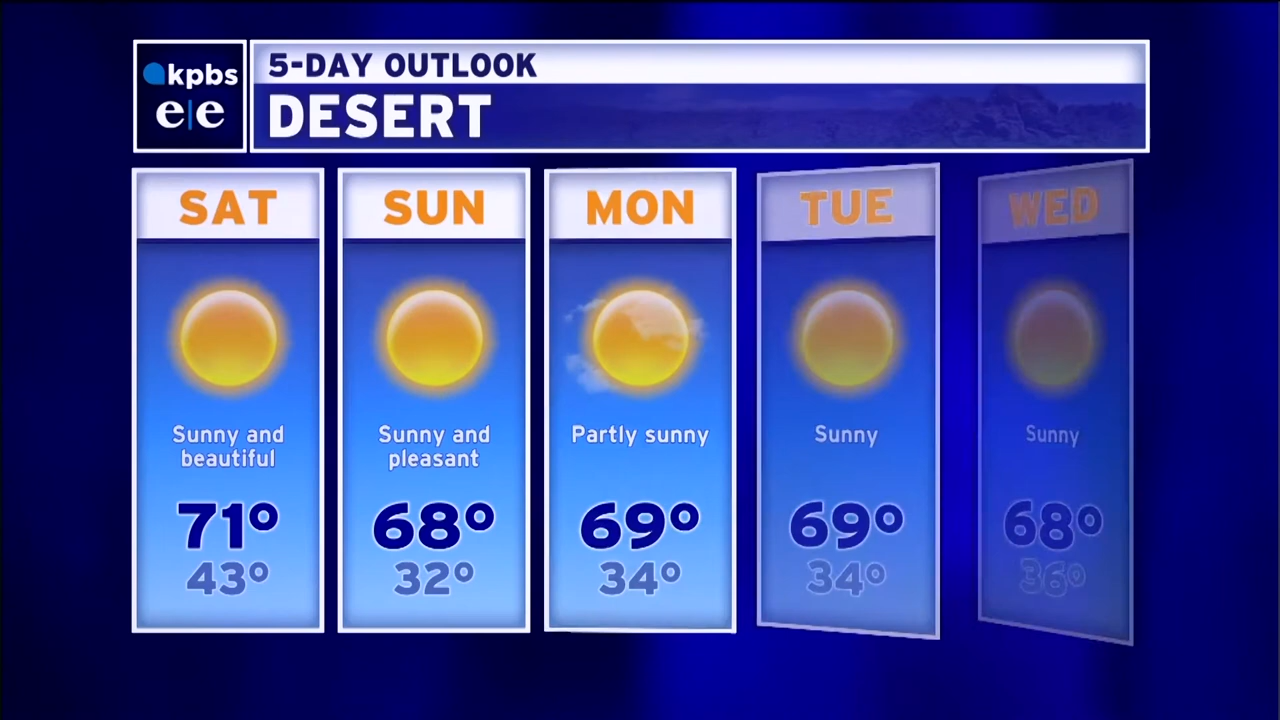 kpbs
e|e
5-DAY OUTLOOK
DESERT
SAT
Sunny and
beautiful
71°
43°
SUN
Sunny and
pleasant
68°
32°
MON
Partly sunny
69°
34°
TUE
Sunny
69°
34°
WED
Sunny
68°
36°